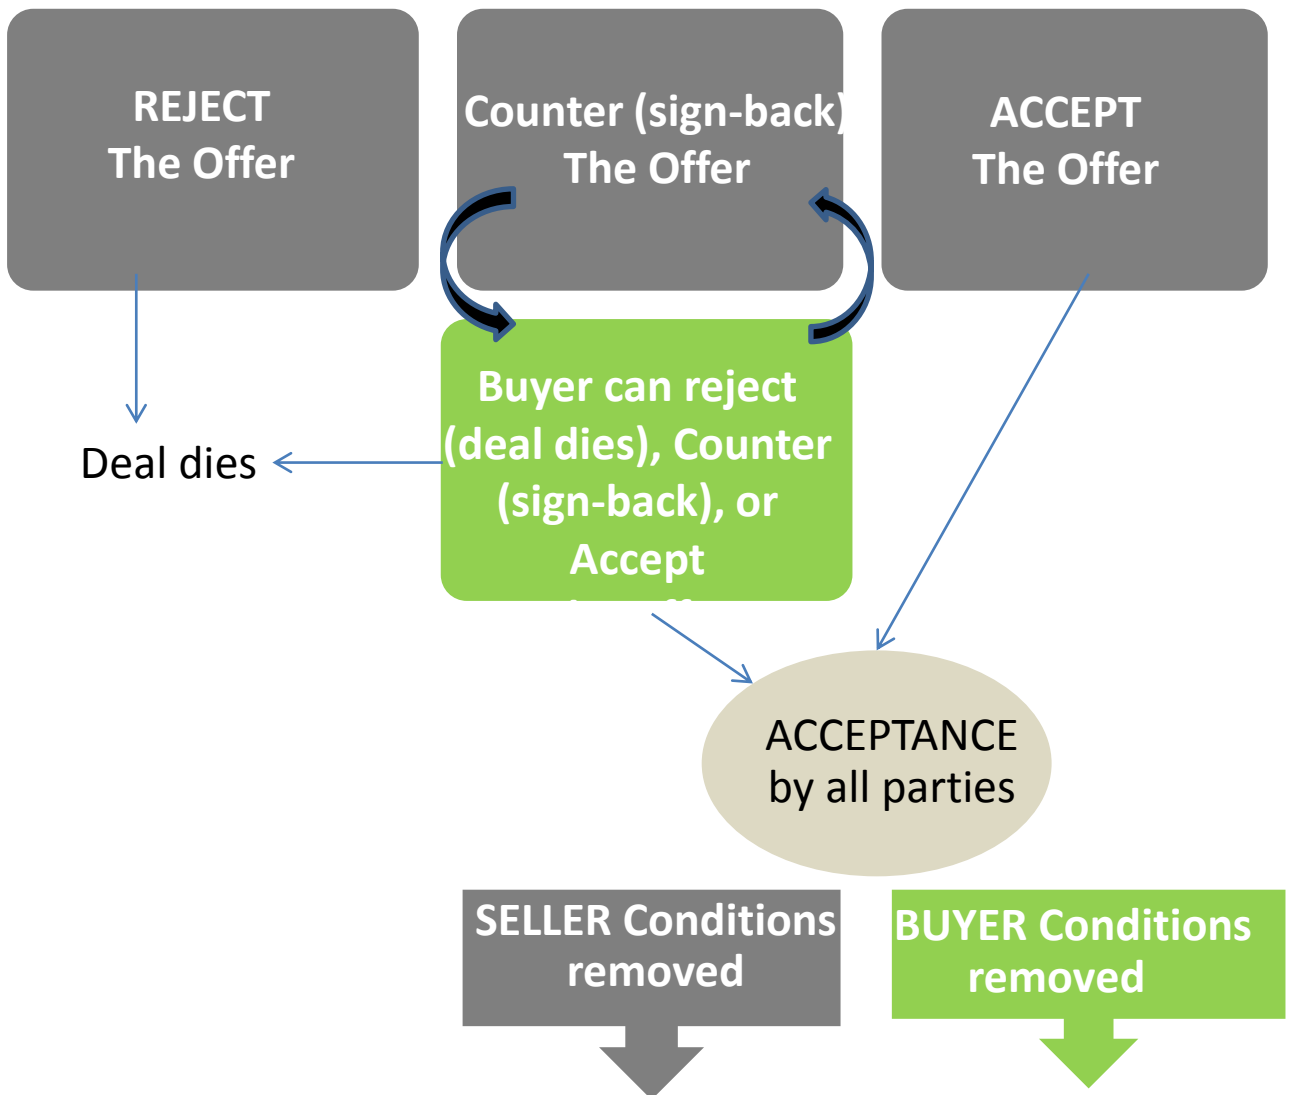 REJECT
The Offer
Counter (sign-back)
The Offer
ACCEPT
The Offer
Buyer can reject
(deal dies), Counter
(sign-back), or
Accept
Deal dies
ACCEPTANCE
by all parties
SELLER Conditions
removed
BUYER Conditions
removed